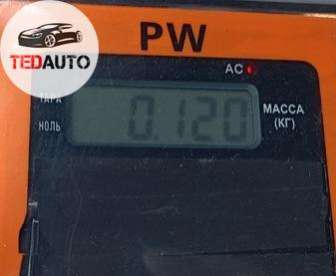 TEDAUTO
PW
AC
ТАРА
НОЛЬ
0.120
МАССА
(КГ)